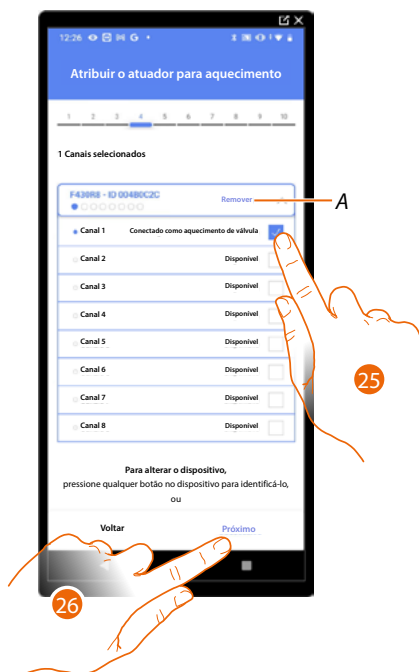 12:26
Atribuir o atuador para aquecimento
1 2 3 4 5 6 7 8 9 10
1 Canais selecionados
F430R8 - ID 004B0C2C
Remover
A
Canal 1 Conectado como aquecimento de válvula
Canal 2 Disponível
Canal 3 Disponível
Canal 4 Disponível
Canal 5 Disponível
Canal 6 Disponível
Canal 7 Disponível
Canal 8 Disponível
25
Para alterar o dispositivo,
pressione qualquer botão no dispositivo para identificá-lo,
ou
Voltar Próximo
26